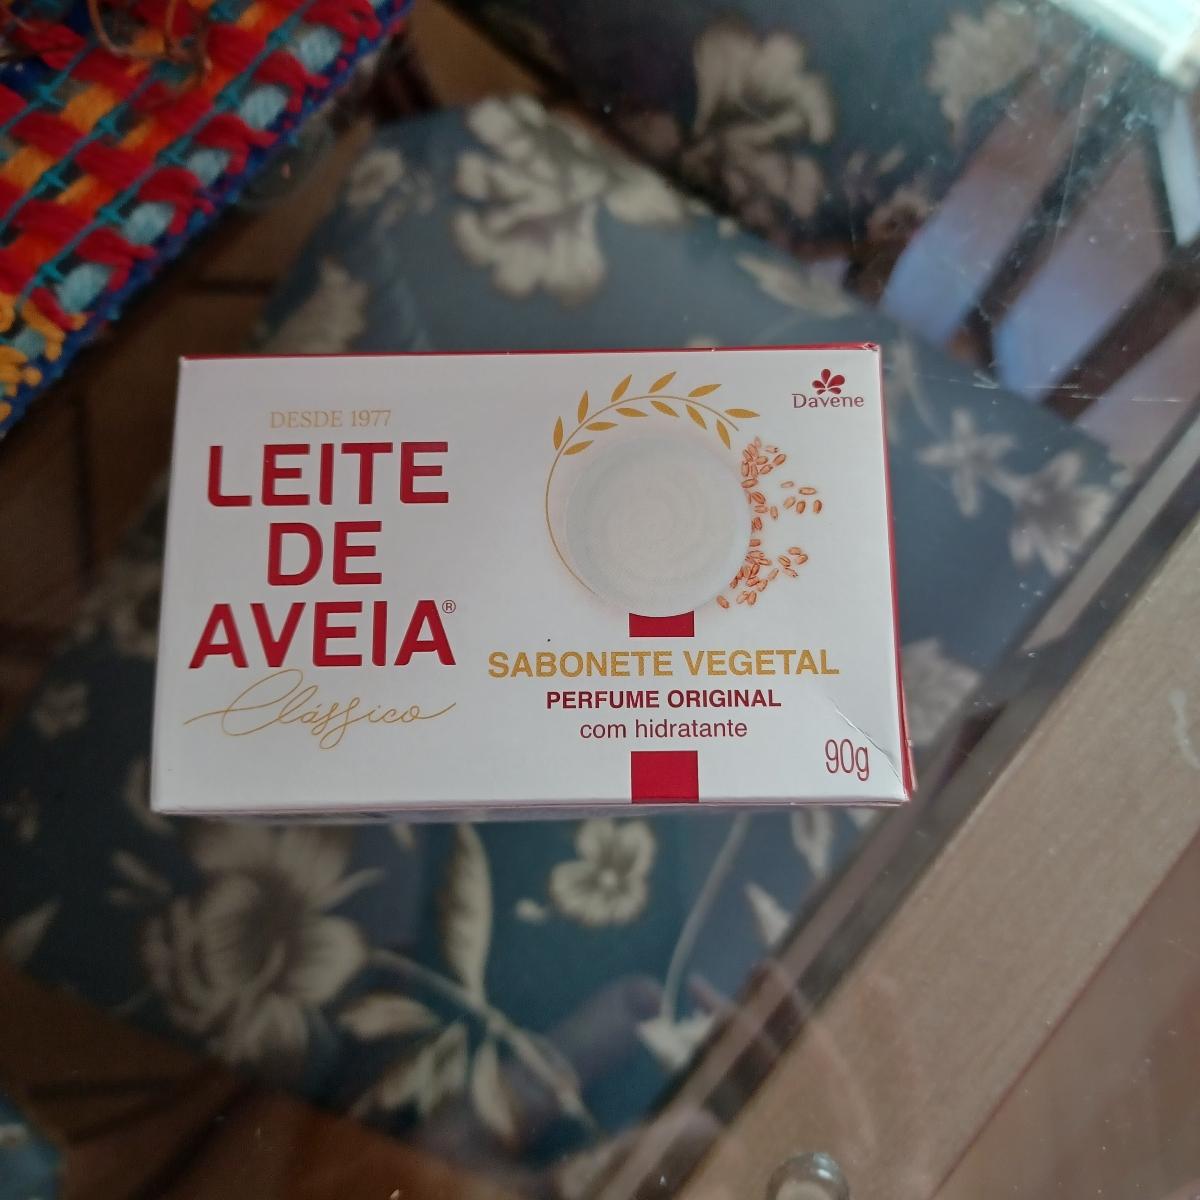 DESDE 1977
LEITE
DE
AVEIA®
Clássico
Davene
SABONETE VEGETAL
PERFUME ORIGINAL
com hidratante
90g